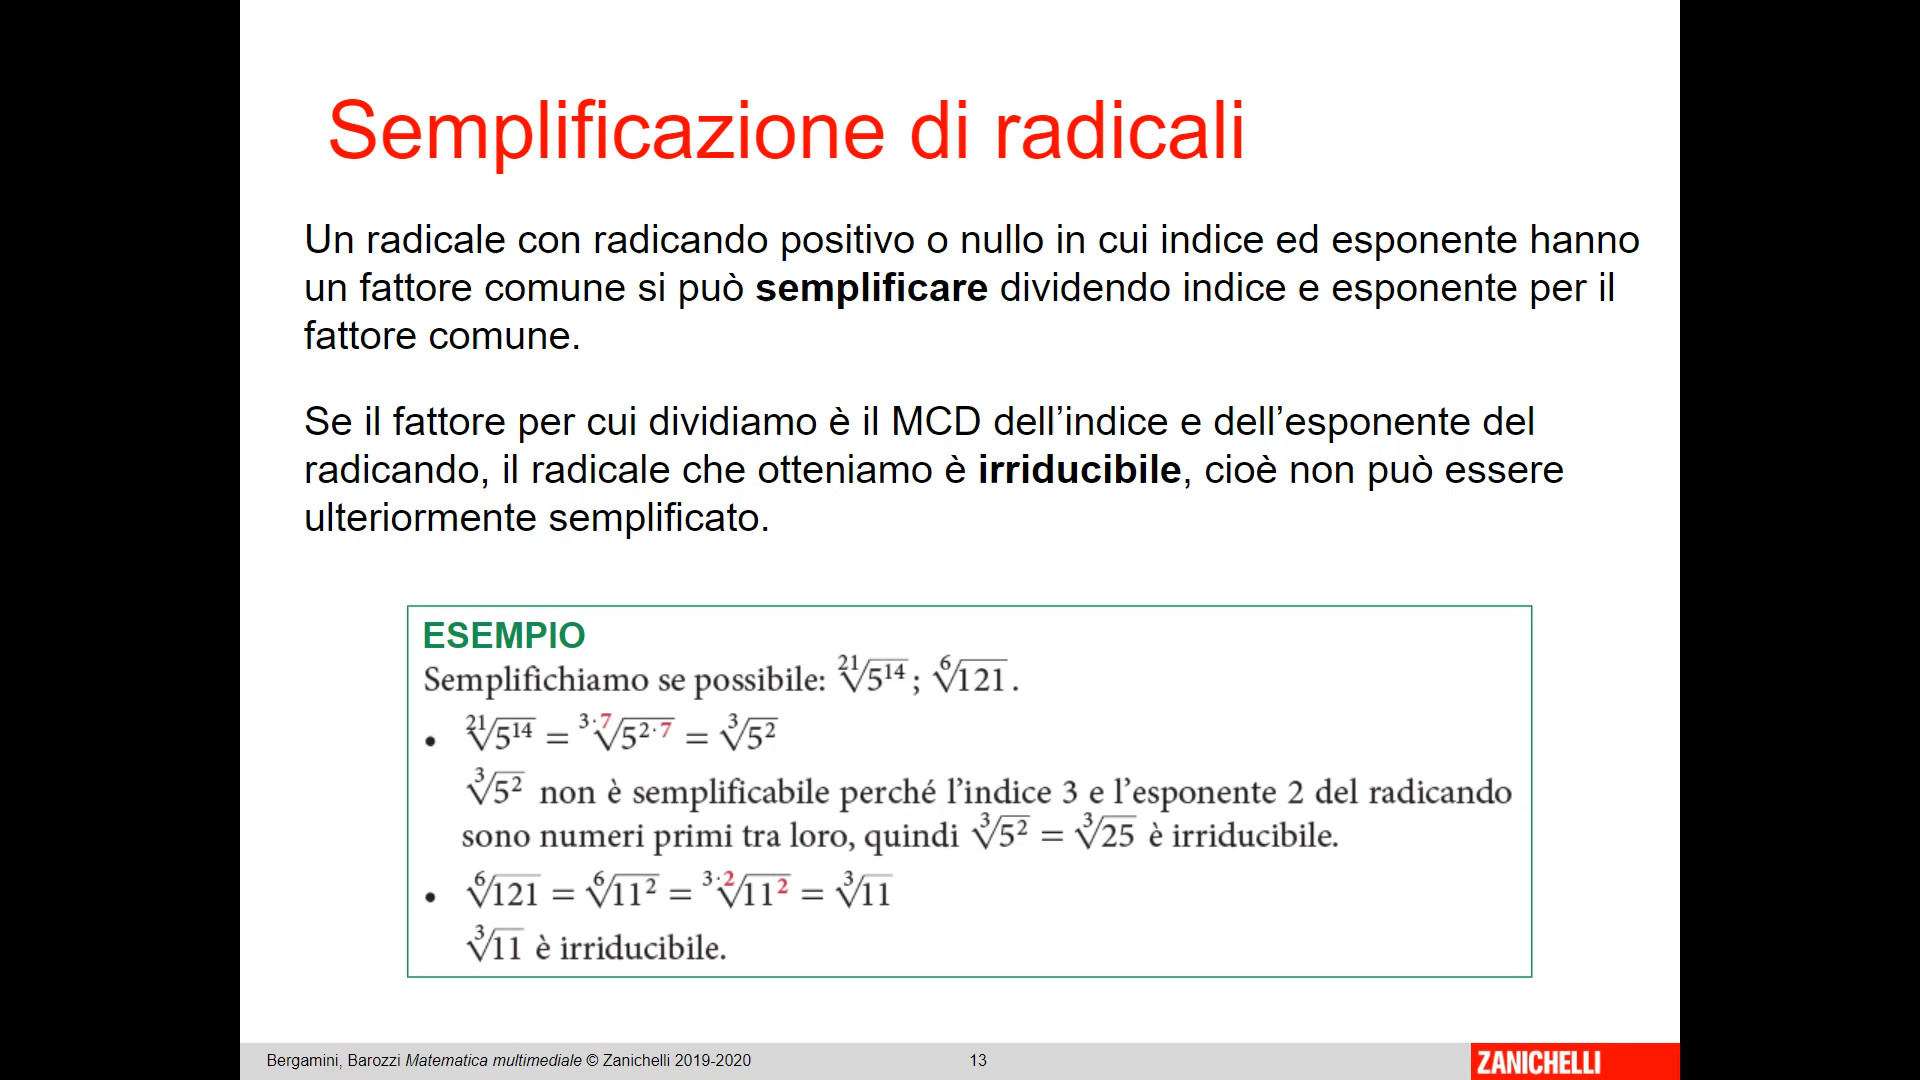 Semplificazione di radicali
Un radicale con radicando positivo o nullo in cui indice ed esponente hanno
un fattore comune si può semplificare dividendo indice e esponente per il
fattore comune.
Se il fattore per cui dividiamo è il MCD dell’indice e dell’esponente del
radicando, il radicale che otteniamo è irriducibile, cioè non può essere
ulteriormente semplificato.
ESEMPIO
Semplifichiamo se possibile: ²¹√5¹⁴ ; ⁶√121 .
• ²¹√5¹⁴ = ³·⁷√5²·⁷ = ³√5²
³√5² non è semplificabile perché l’indice 3 e l’esponente 2 del radicando
sono numeri primi tra loro, quindi ³√5² = ³√25 è irriducibile.
• ⁶√121 = ⁶√11² = ³·²√11² = ³√11
³√11 è irriducibile.
Bergamini, Barozzi Matematica multimediale © Zanichelli 2019-2020
13
ZANICHELLI